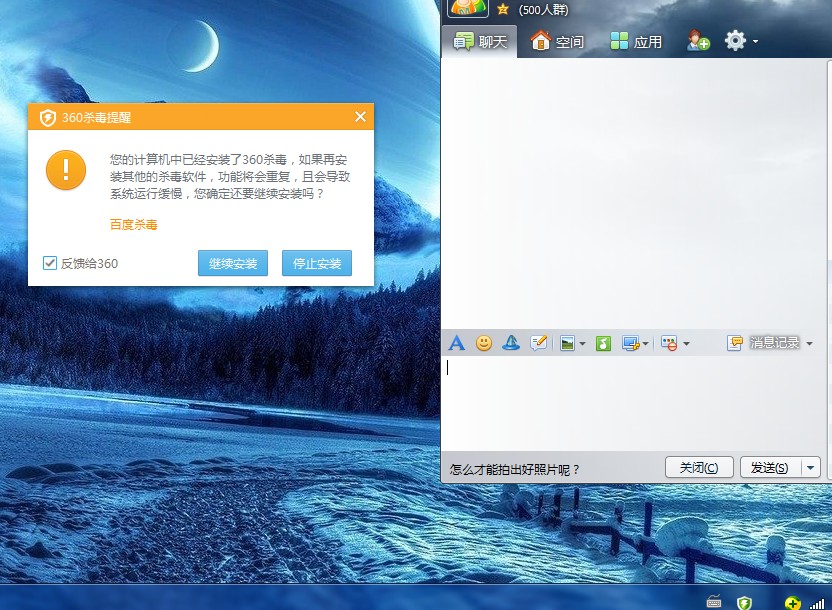 (500人群)
聊天 空间 应用
360杀毒提醒
您的计算机中已经安装了360杀毒，如果再安
装其他的杀毒软件，功能将会重复，且会导致
系统运行缓慢，您确定还要继续安装吗？
百度杀毒
反馈给360 继续安装 停止安装
消息记录
怎么才能拍出好照片呢？ 关闭(C) 发送(S)